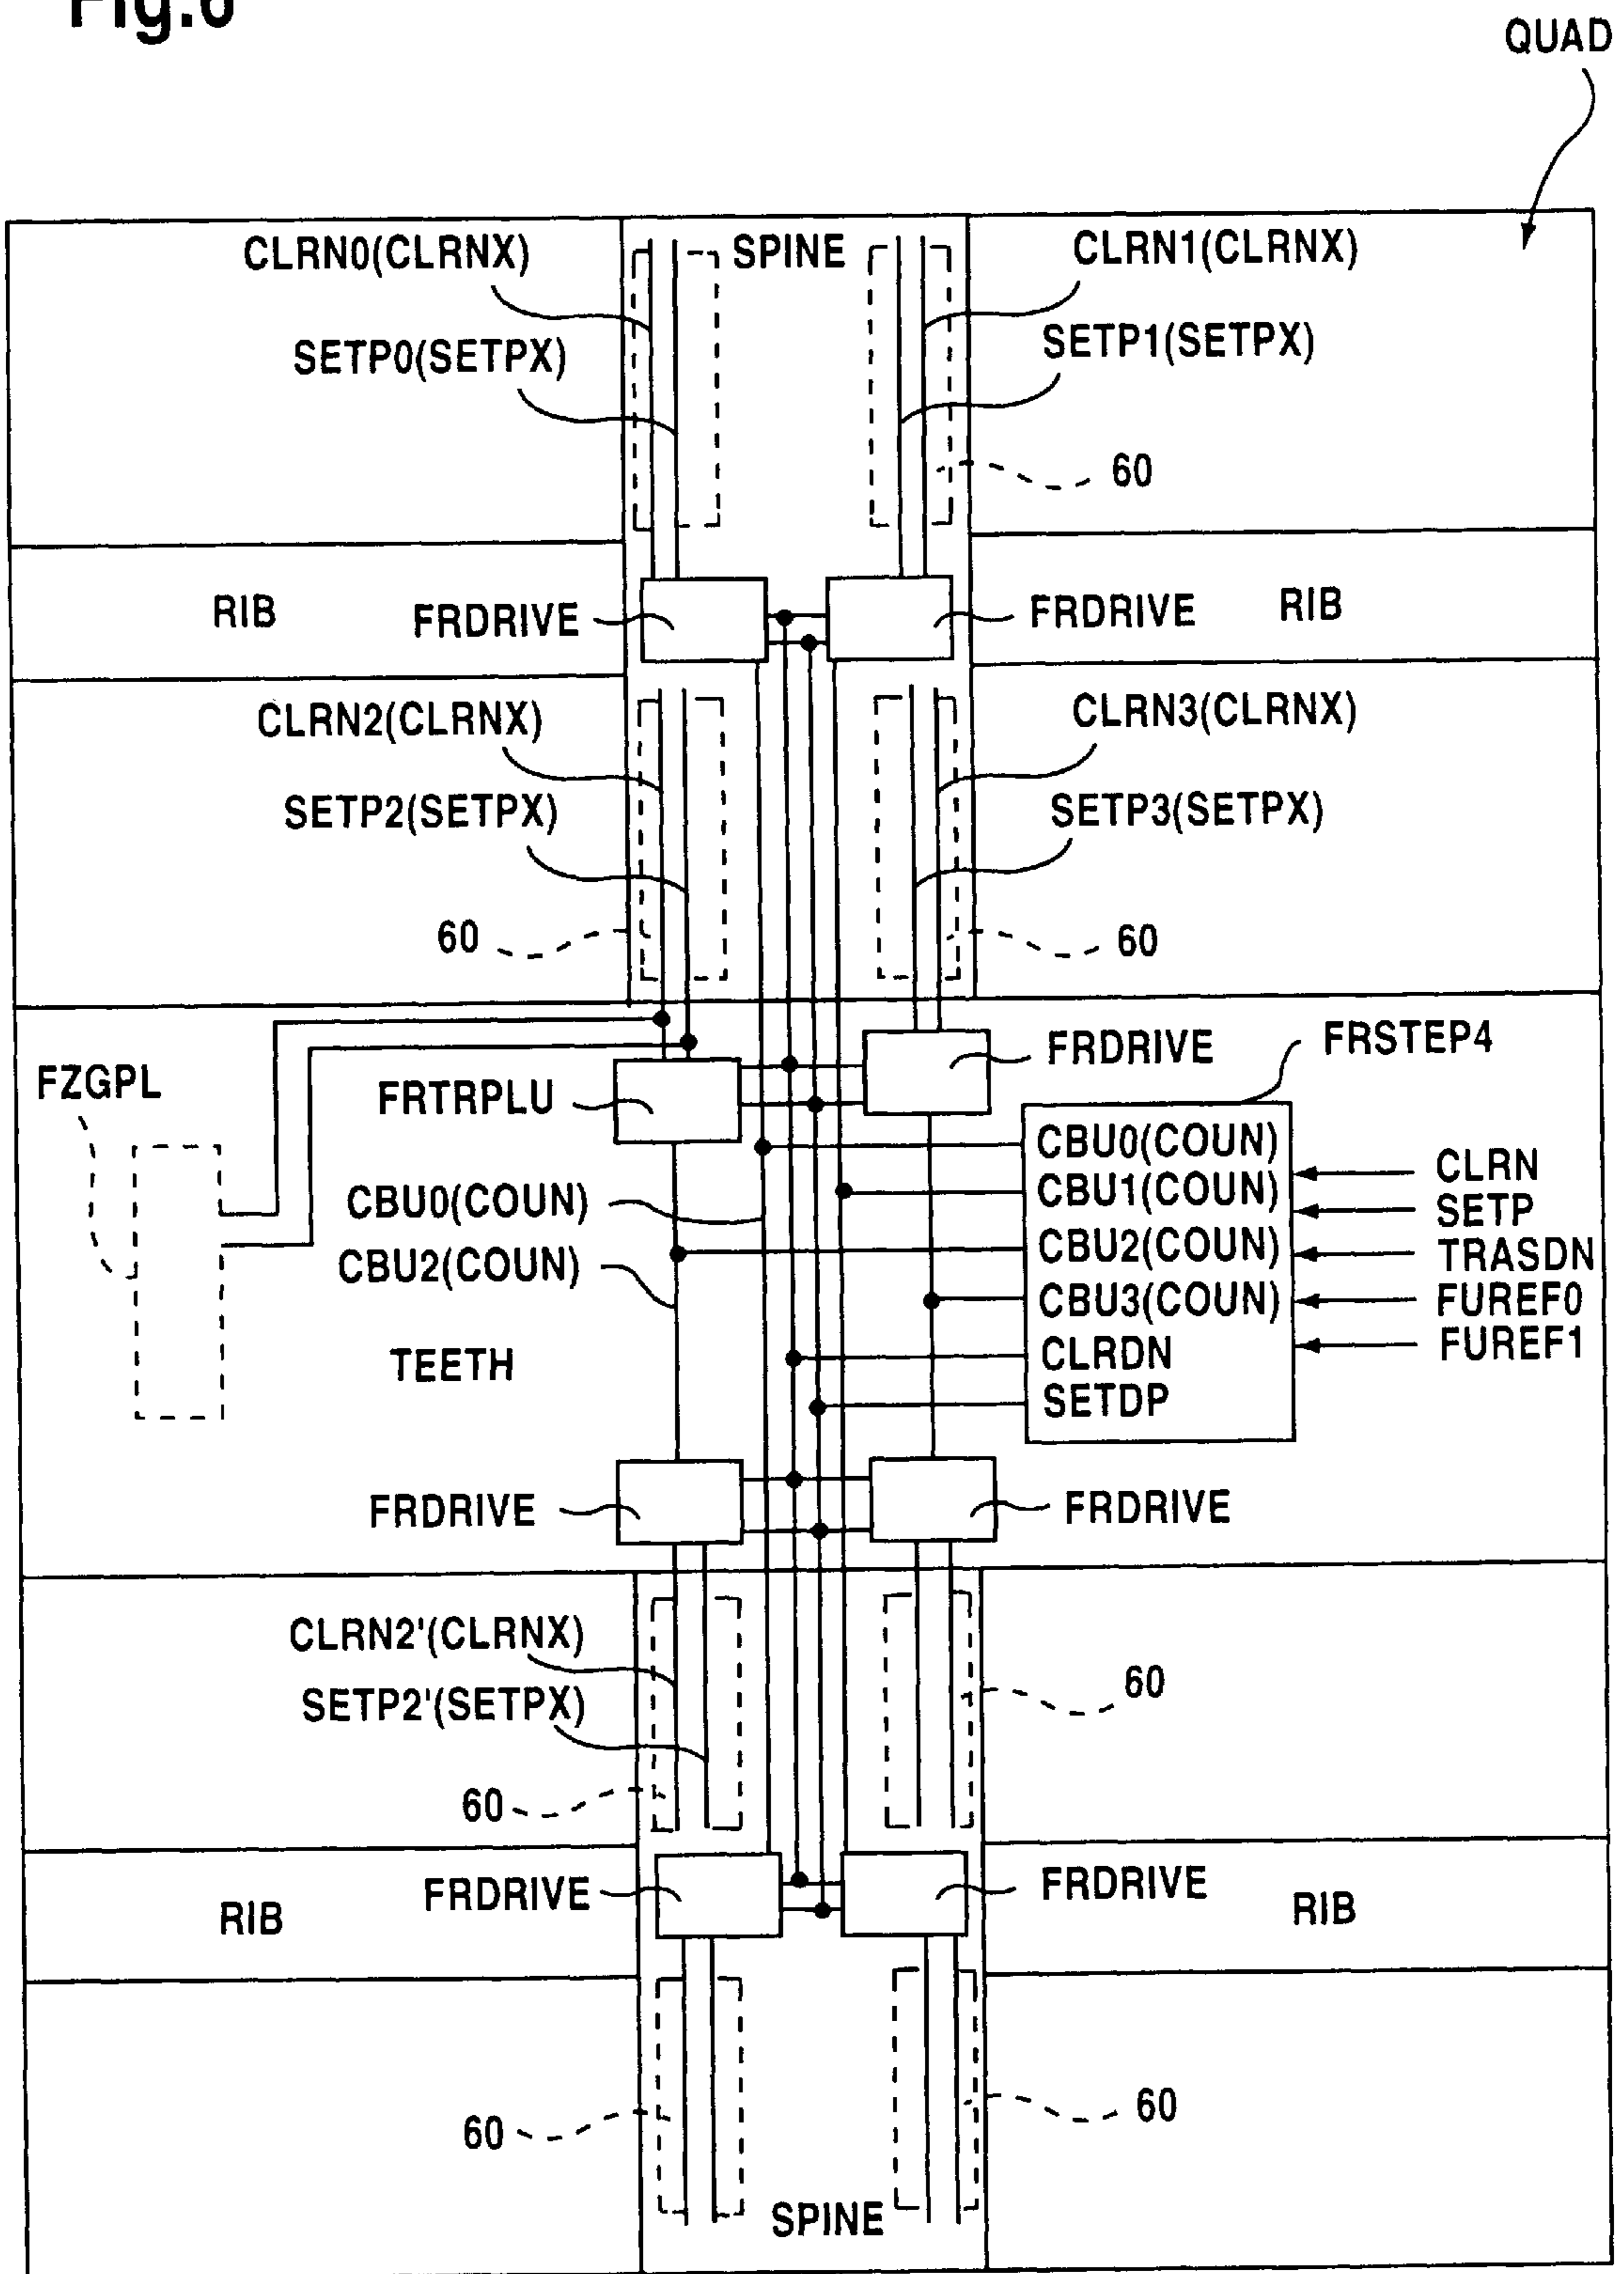 Fig.6
QUAD
CLRN0(CLRNX)
SPINE
CLRN1(CLRNX)
SETP0(SETPX)
SETP1(SETPX)
60
RIB
FRDRIVE
FRDRIVE
RIB
CLRN2(CLRNX)
CLRN3(CLRNX)
SETP2(SETPX)
SETP3(SETPX)
60
60
FZGPL
FRTRPLU
FRDRIVE
FRSTEP4
CBU0(COUN)
CBU1(COUN)
CBU2(COUN)
CBU3(COUN)
CLRDN
SETDP
CLRN
SETP
TRASDN
FUREF0
FUREF1
CBU0(COUN)
CBU2(COUN)
TEETH
FRDRIVE
FRDRIVE
CLRN2'(CLRNX)
SETP2'(SETPX)
60
60
RIB
FRDRIVE
FRDRIVE
RIB
60
60
SPINE